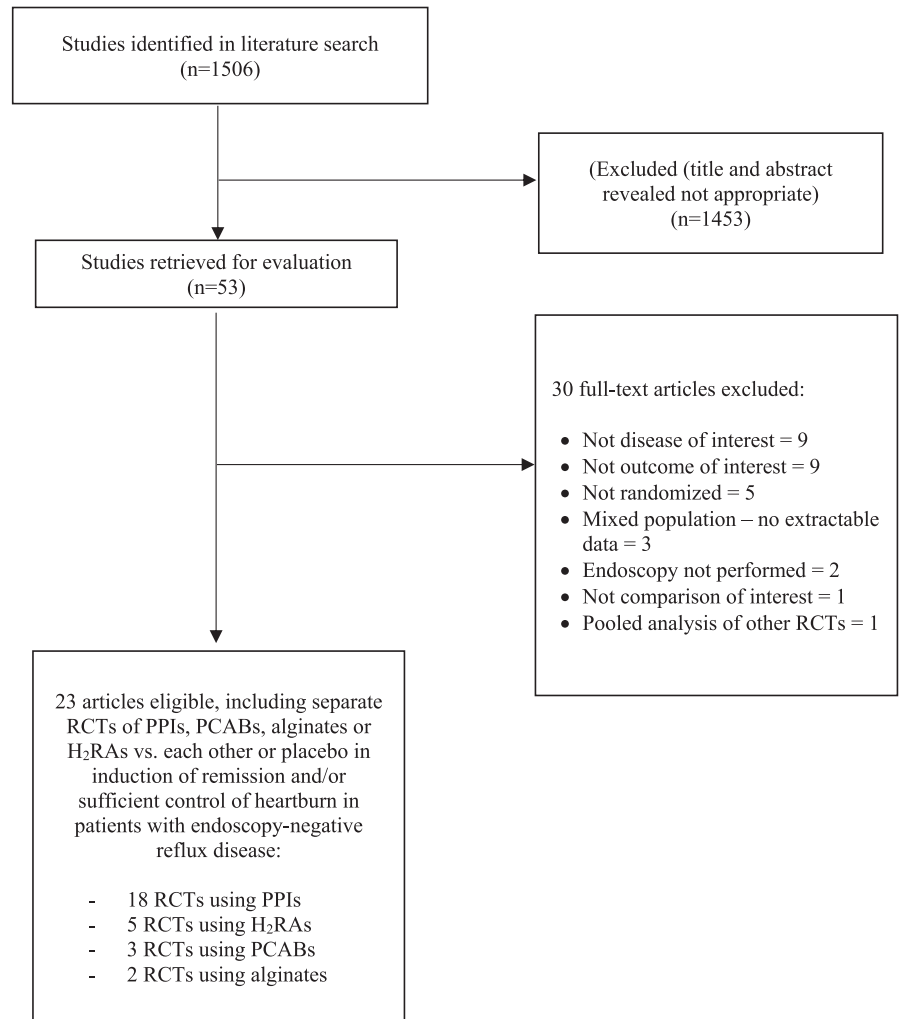 Studies identified in literature search
(n=1506)
(Excluded (title and abstract
revealed not appropriate)
(n=1453)
Studies retrieved for evaluation
(n=53)
30 full-text articles excluded:
• Not disease of interest = 9
• Not outcome of interest = 9
• Not randomized = 5
• Mixed population – no extractable
data = 3
• Endoscopy not performed = 2
• Not comparison of interest = 1
• Pooled analysis of other RCTs = 1
23 articles eligible, including separate
RCTs of PPIs, PCABs, alginates or
H₂RAs vs. each other or placebo in
induction of remission and/or
sufficient control of heartburn in
patients with endoscopy-negative
reflux disease:
- 18 RCTs using PPIs
- 5 RCTs using H₂RAs
- 3 RCTs using PCABs
- 2 RCTs using alginates